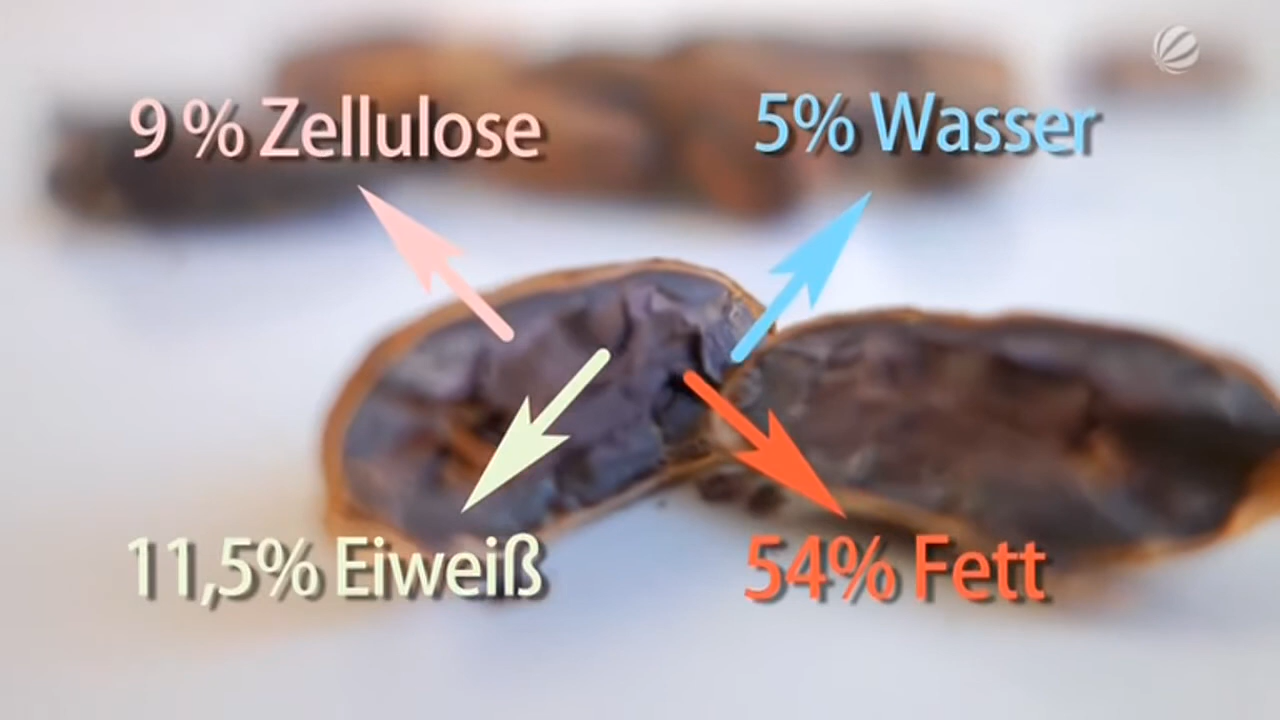 9 % Zellulose
5% Wasser
11,5% Eiweiß
54% Fett